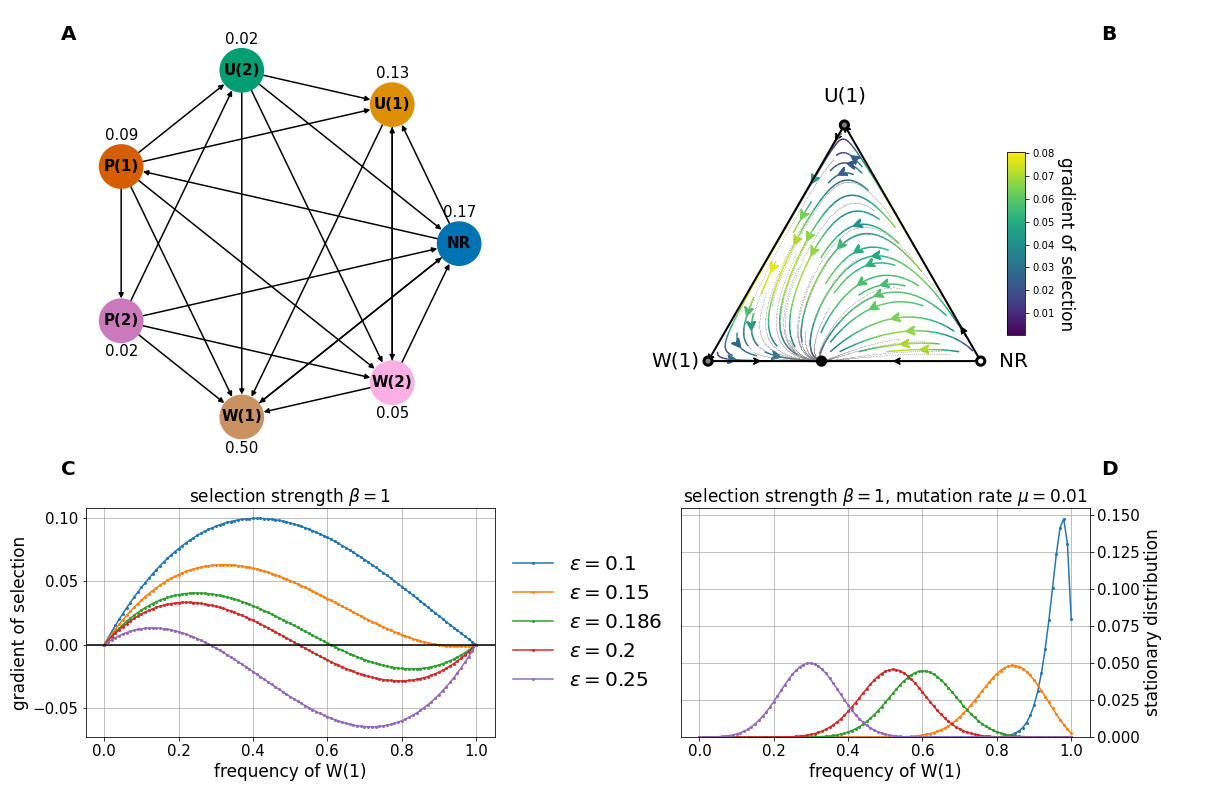 A
0.02
U(2)
0.13
U(1)
0.09
P(1)
0.17
NR
P(2)
0.02
W(2)
0.05
W(1)
0.50
B
U(1)
W(1)
NR
0.08
0.07
0.06
0.05
0.04
0.03
0.02
0.01
gradient of selection
C
selection strength β = 1
0.10
0.05
0.00
−0.05
gradient of selection
0.0 0.2 0.4 0.6 0.8 1.0
frequency of W(1)
ε = 0.1
ε = 0.15
ε = 0.186
ε = 0.2
ε = 0.25
D
selection strength β = 1, mutation rate μ = 0.01
0.150
0.125
0.100
0.075
0.050
0.025
0.000
stationary distribution
0.0 0.2 0.4 0.6 0.8 1.0
frequency of W(1)